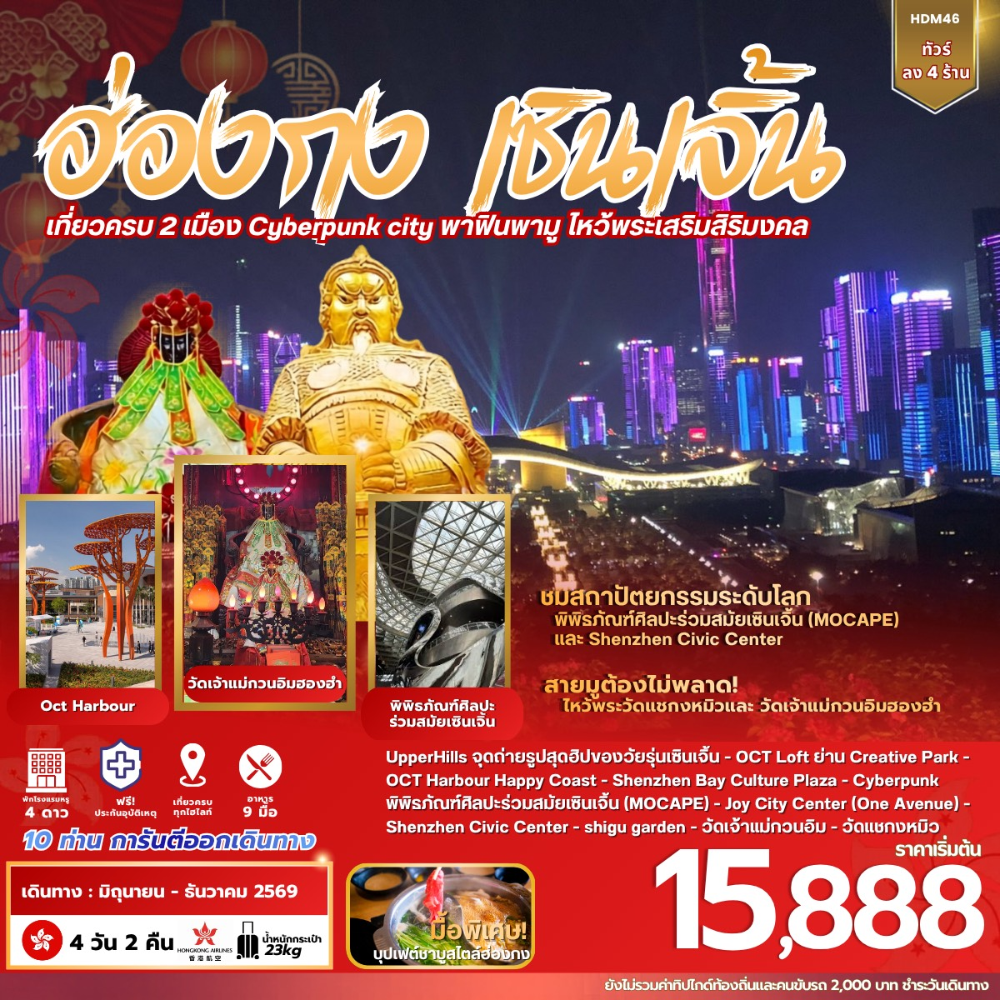 HDM46
ทัวร์
ลง 4 ร้าน
ฮ่องกง เซินเจิ้น
เที่ยวครบ 2 เมือง Cyberpunk city พาฟินพามู ไหว้พระเสริมสิริมงคล
ชมสถาปัตยกรรมระดับโลก
พิพิธภัณฑ์ศิลปะร่วมสมัยเซินเจิ้น (MOCAPE)
และ Shenzhen Civic Center
สายมูต้องไม่พลาด!
ไหว้พระวัดแชกงหมิวและ วัดเจ้าแม่กวนอิมฮองฮำ
Oct Harbour
วัดเจ้าแม่กวนอิมฮองฮำ
พิพิธภัณฑ์ศิลปะ
ร่วมสมัยเซินเจิ้น
พักโรงแรมหรู
4 ดาว
ฟรี!
ประกันอุบัติเหตุ
เที่ยวครบ
ทุกไฮไลท์
อาหาร
9 มื้อ
UpperHills จุดถ่ายรูปสุดฮิปของวัยรุ่นเซินเจิ้น - OCT Loft ย่าน Creative Park -
OCT Harbour Happy Coast - Shenzhen Bay Culture Plaza - Cyberpunk
พิพิธภัณฑ์ศิลปะร่วมสมัยเซินเจิ้น (MOCAPE) - Joy City Center (One Avenue) -
Shenzhen Civic Center - shigu garden - วัดเจ้าแม่กวนอิม - วัดแชกงหมิว
10 ท่าน การันตีออกเดินทาง
เดินทาง : มิถุนายน - ธันวาคม 2569
4 วัน 2 คืน
HONGKONG AIRLINES
香港航空
น้ำหนักกระเป๋า
23kg
มื้อพิเศษ!
บุปเฟต์ชาบูสไตล์ฮ่องกง
ราคาเริ่มต้น
15,888
ยังไม่รวมค่าทิปไกด์ท้องถิ่นและคนขับรถ 2,000 บาท ชำระวันเดินทาง